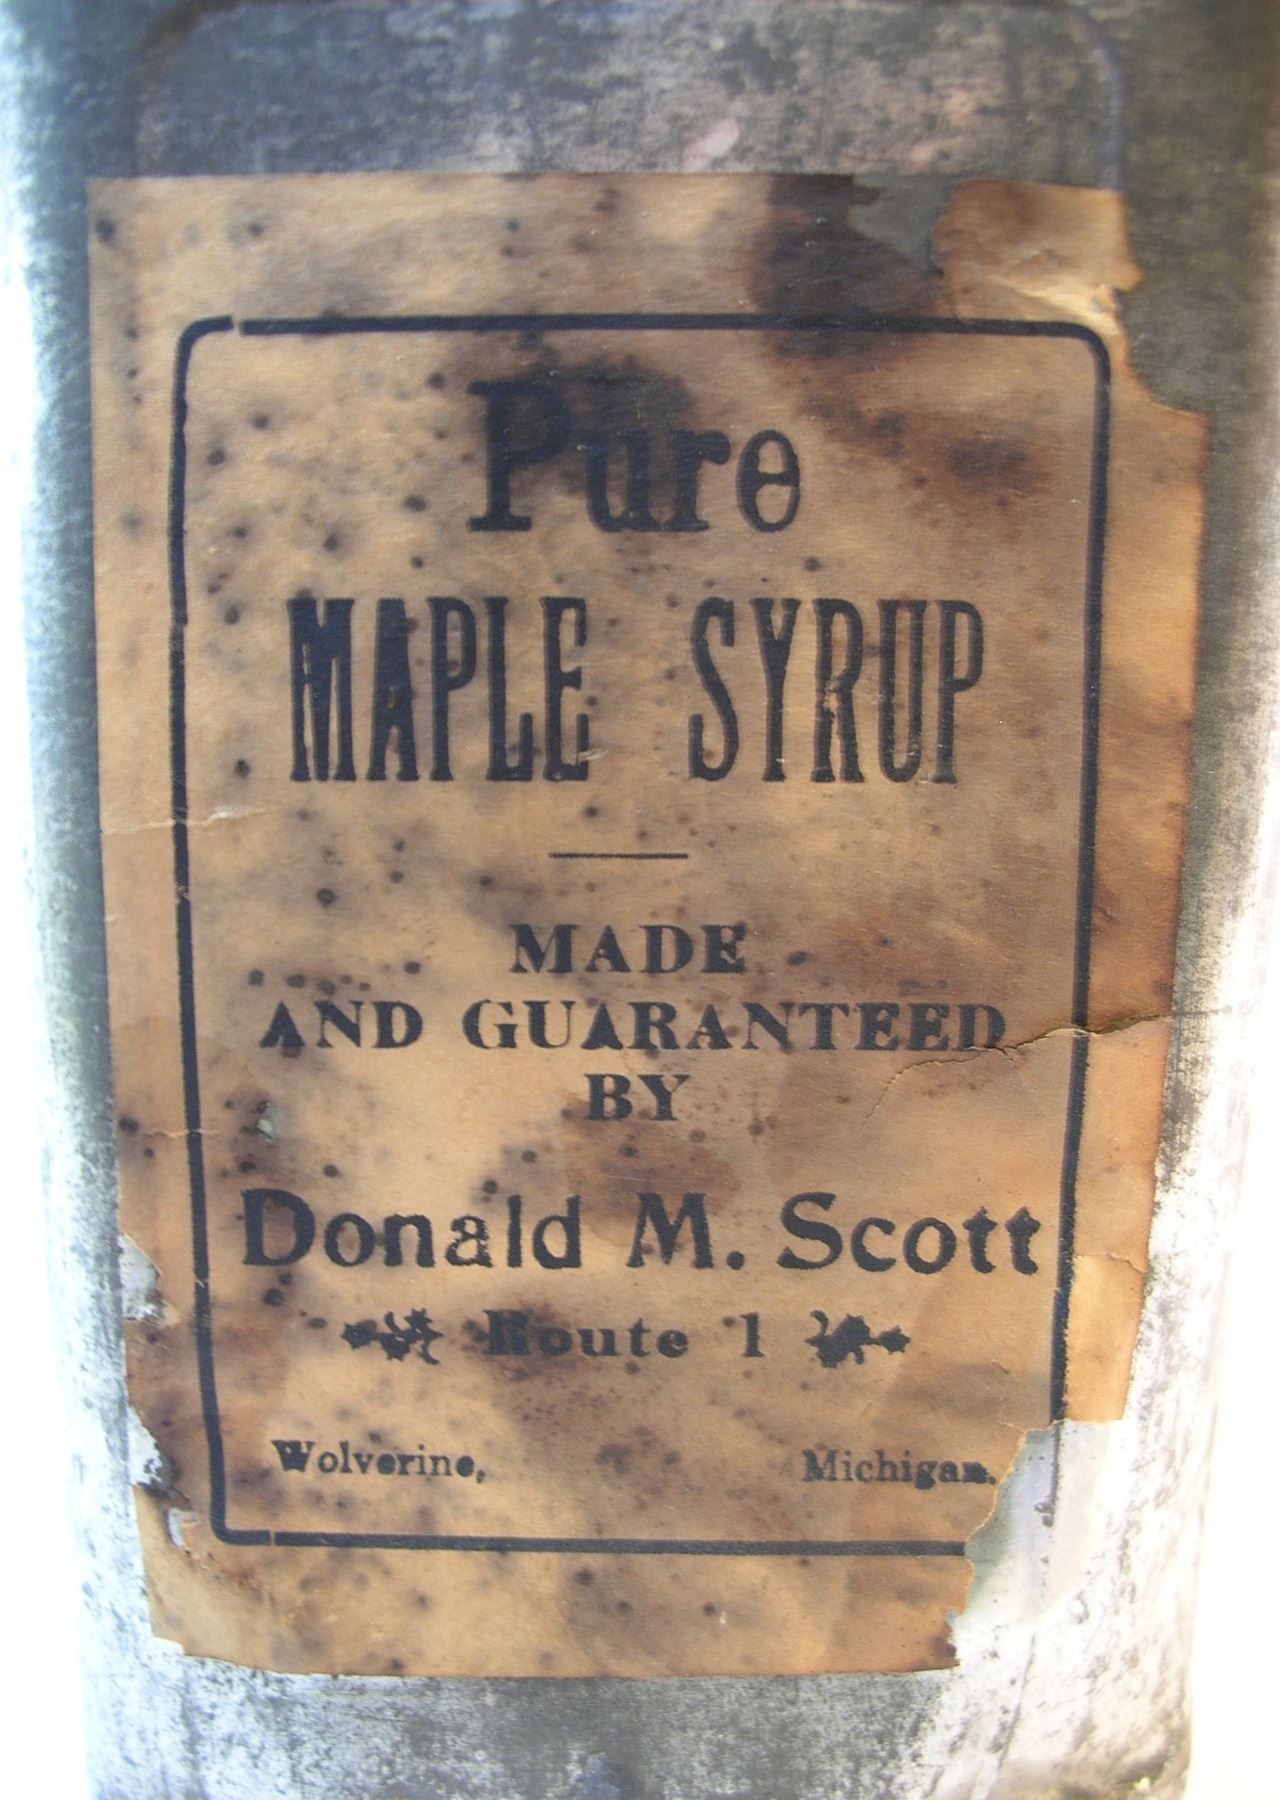 Pure
MAPLE SYRUP
MADE
AND GUARANTEED
BY
Donald M. Scott
Route 1
Wolverine, Michigan.